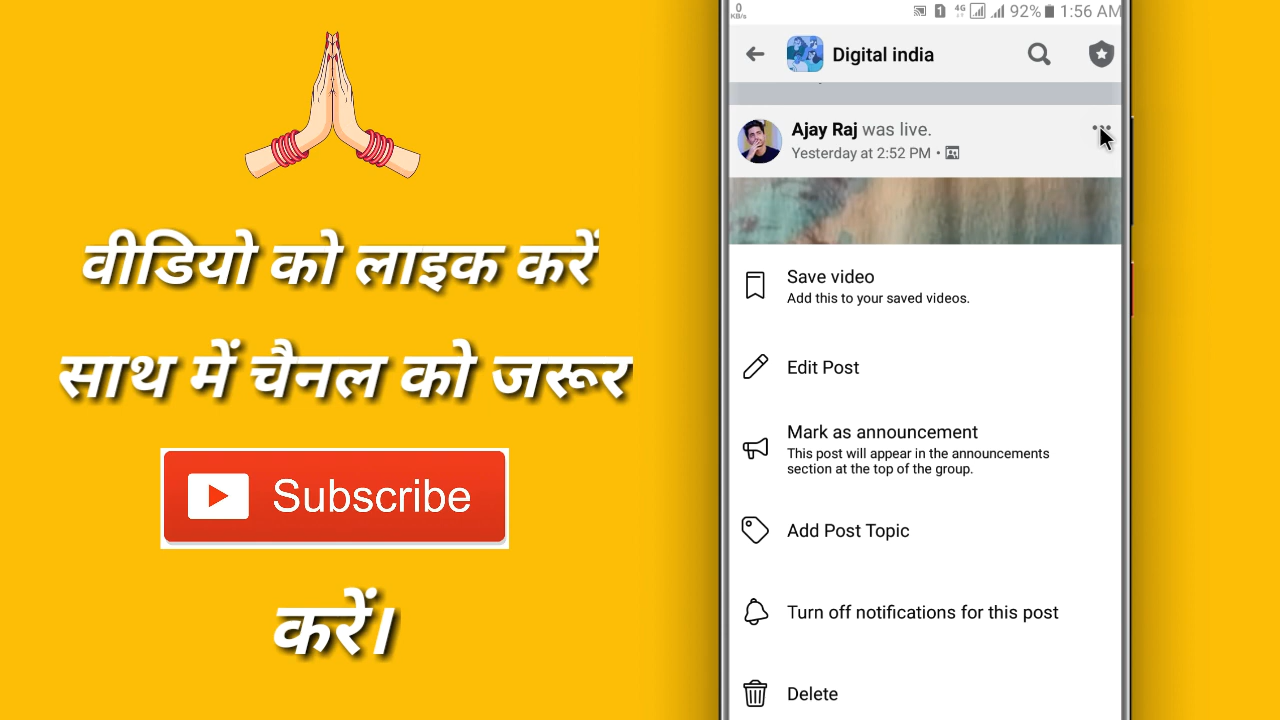 वीडियो को लाइक करें
साथ में चैनल को जरूर
Subscribe
करें।
0
KB/s
1
4G
92%
1:56 AM
Digital india
Ajay Raj was live.
Yesterday at 2:52 PM •
Save video
Add this to your saved videos.
Edit Post
Mark as announcement
This post will appear in the announcements
section at the top of the group.
Add Post Topic
Turn off notifications for this post
Delete